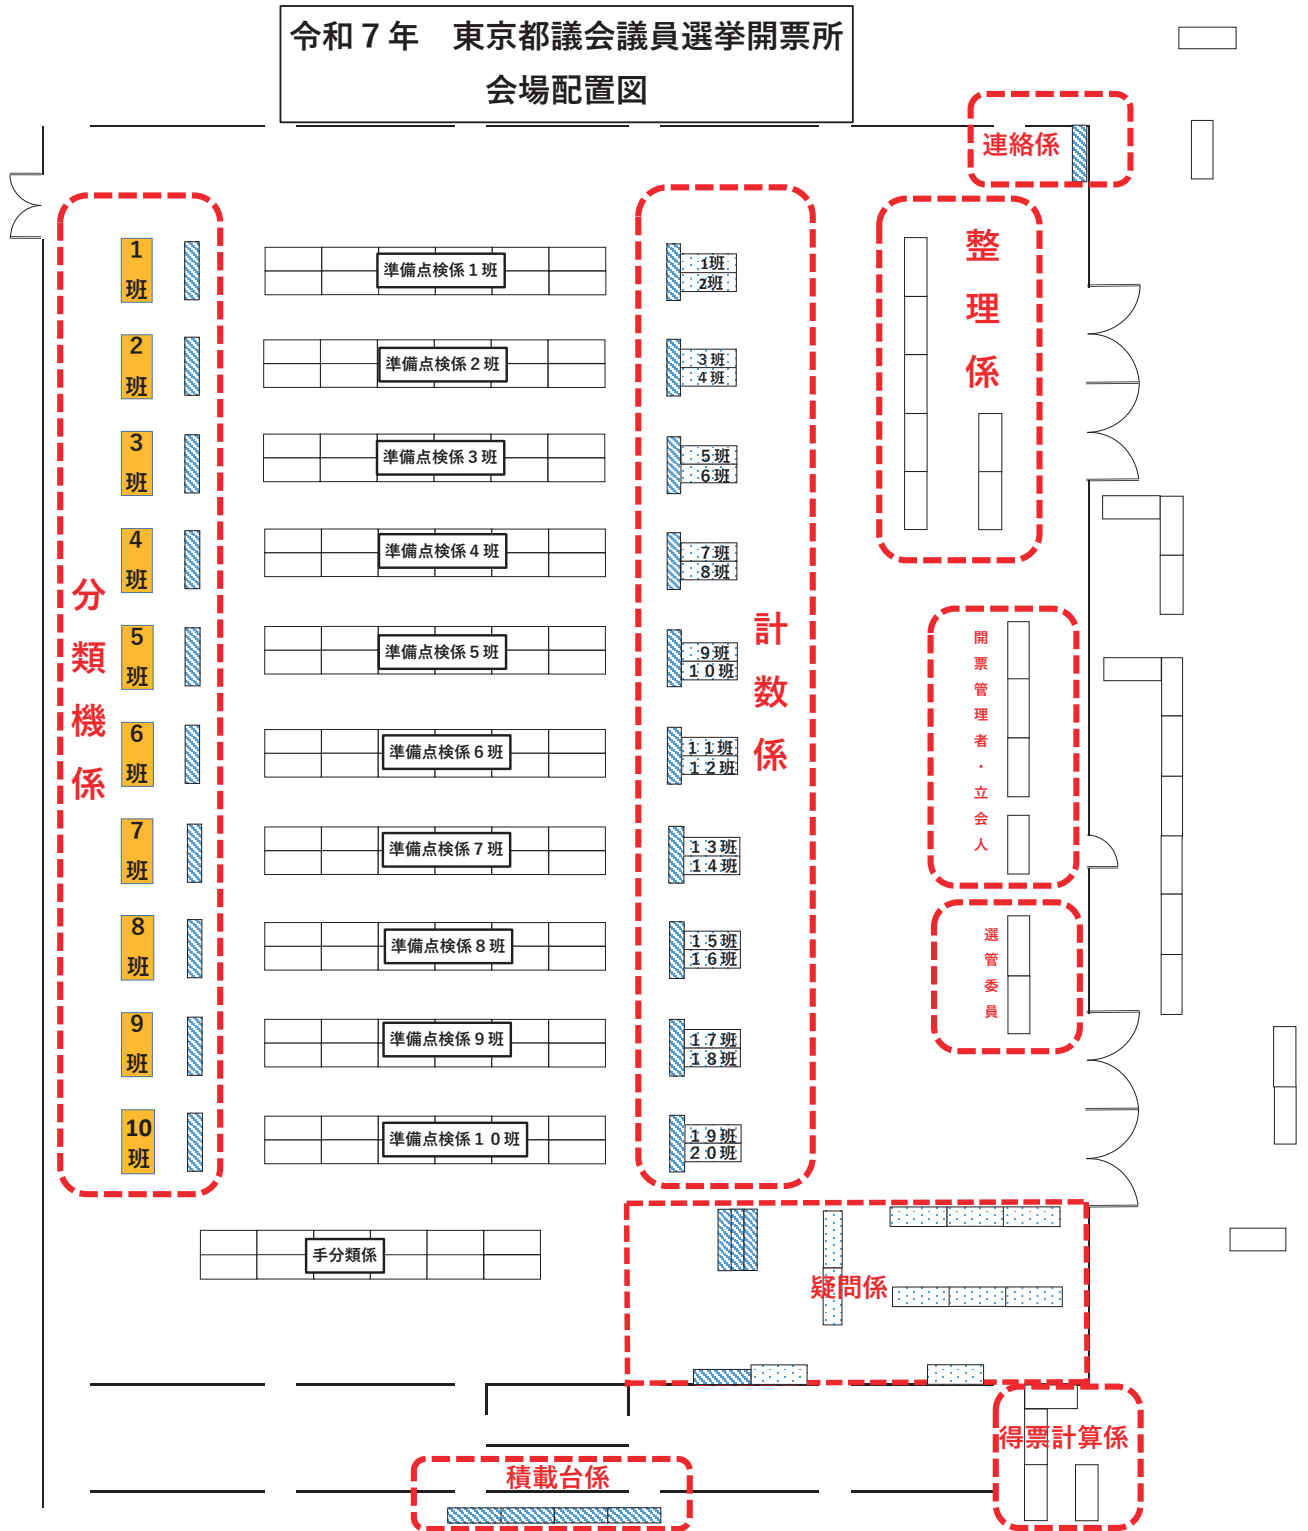 令和７年　東京都議会議員選挙開票所
会場配置図
連絡係
整理係
分類機係
1班
2班
3班
4班
5班
6班
7班
8班
9班
10班
準備点検係１班
準備点検係２班
準備点検係３班
準備点検係４班
準備点検係５班
準備点検係６班
準備点検係７班
準備点検係８班
準備点検係９班
準備点検係１０班
計数係
1班
2班
３班
４班
５班
６班
７班
８班
９班
１０班
１１班
１２班
１３班
１４班
１５班
１６班
１７班
１８班
１９班
２０班
開票管理者・立会人
選管委員
手分類係
疑問係
得票計算係
積載台係